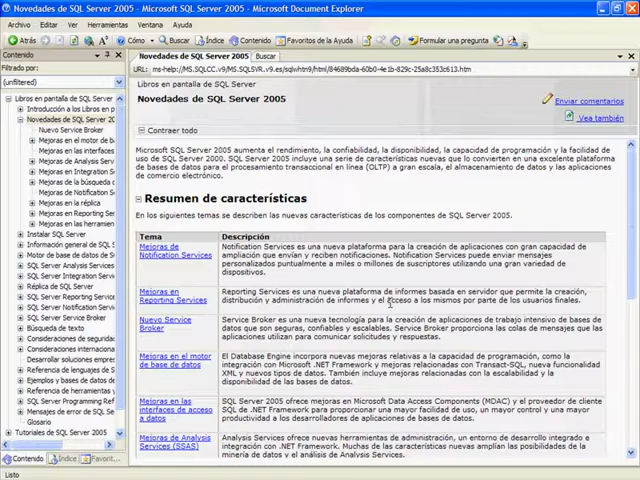 Novedades de SQL Server 2005 - Microsoft Document Explorer
Archivo Editar Ver Herramientas Ventana Ayuda
Atrás Cómo Buscar Índice Contenido Favoritos de la Ayuda Formular una pregunta
Contenido
Filtrado por:
(unfiltered)
Libros en pantalla de SQL Server
Introducción a los Libros en p
Novedades de SQL Server 20
Nuevo Service Broker
Mejoras en el motor de b
Mejoras en las interfaces
Mejoras de Analysis Servi
Mejoras en Integration S
Mejoras de la búsqueda c
Mejoras de Notification S
Mejoras en la réplica
Mejoras en Reporting Ser
Mejoras en las herramien
Instalar SQL Server
Información general de SQL S
Motor de base de datos de SQ
SQL Server Analysis Services
SQL Server Integration Servic
Réplica de SQL Server
SQL Server Reporting Service
SQL Server Notification Servic
Búsqueda de texto
Consideraciones de seguridad
Consideraciones internacionale
Desarrollar soluciones empresa
Referencia de lenguajes de S
Ejemplos y bases de datos de
Referencia de herramientas y
SQL Server Programming Ref
Mensajes de error de SQL Ser
Glosario
Tutoriales de SQL Server 2005
Contenido Índice Favorit...
Listo
Novedades de SQL Server 2005 Buscar
URL: ms-help://MS.SQLCC.v9/MS.SQLSVR.v9.es/sqlwhtn9/html/84689bda-60b0-4e1b-829c-25a8c353c613.htm
Libros en pantalla de SQL Server 2005
Novedades de SQL Server 2005
Enviar comentarios
Vea también
Contraer todo
Microsoft SQL Server 2005 aumenta el rendimiento, la confiabilidad, la disponibilidad, la capacidad de programación y la facilidad de
uso de SQL Server 2000. SQL Server 2005 incluye una serie de características nuevas que lo convierten en una excelente plataforma
de bases de datos para el procesamiento transaccional en línea (OLTP) a gran escala, el almacenamiento de datos y las aplicaciones
de comercio electrónico.
Resumen de características
En los siguientes temas se describen las nuevas características de los componentes de SQL Server 2005.
Tema Descripción
Mejoras de
Notification Services
Notification Services es una nueva plataforma para la creación de aplicaciones con gran capacidad de
ampliación que envían y reciben notificaciones. Notification Services puede enviar mensajes
personalizados puntualmente a miles o millones de suscriptores utilizando una gran variedad de
dispositivos.
Mejoras en
Reporting Services
Reporting Services es una nueva plataforma de informes basada en servidor que permite la creación,
distribución y administración de informes y el acceso a los mismos por parte de los usuarios finales.
Nuevo Service
Broker
Service Broker es una nueva tecnología para la creación de aplicaciones de trabajo intensivo de bases de
datos que son seguras, confiables y escalables. Service Broker proporciona las colas de mensajes que las
aplicaciones utilizan para comunicar solicitudes y respuestas.
Mejoras en el motor
de base de datos
El Database Engine incorpora nuevas mejoras relativas a la capacidad de programación, como la
integración con Microsoft .NET Framework y mejoras relacionadas con Transact-SQL, nueva funcionalidad
XML y nuevos tipos de datos. También incluye mejoras relacionadas con la escalabilidad y la
disponibilidad de las bases de datos.
Mejoras en las
interfaces de acceso a
datos
SQL Server 2005 ofrece mejoras en Microsoft Data Access Components (MDAC) y el proveedor de cliente
SQL de .NET Framework para proporcionar una mayor facilidad de uso, un mayor control y una mayor
productividad a los desarrolladores de aplicaciones de bases de datos.
Mejoras de Analysis
Services (SSAS)
Analysis Services ofrece nuevas herramientas de administración, un entorno de desarrollo integrado e
integración con .NET Framework. Muchas de las características nuevas amplían las posibilidades de la
minería de datos y el análisis de Analysis Services.